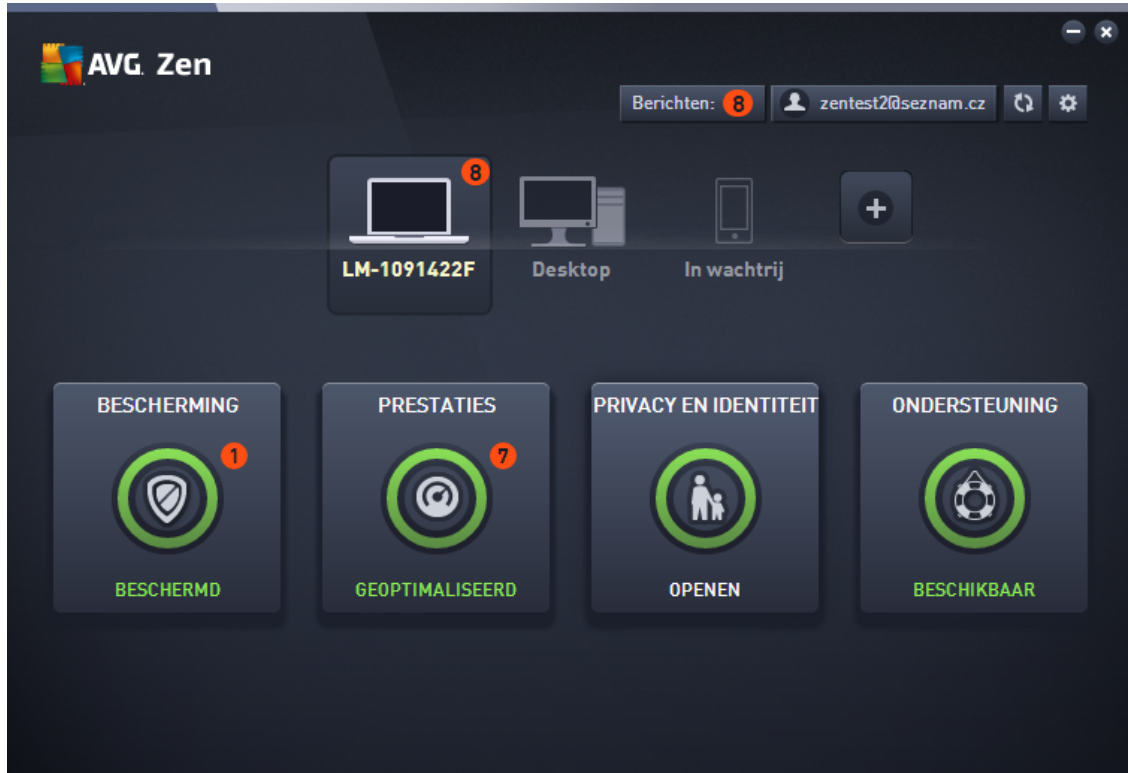 AVG. Zen
Berichten: 8
zentest2@seznam.cz
8
LM-1091422F
Desktop
In wachtrij
BESCHERMING
1
BESCHERMD
PRESTATIES
7
GEOPTIMALISEERD
PRIVACY EN IDENTITEIT
OPENEN
ONDERSTEUNING
BESCHIKBAAR